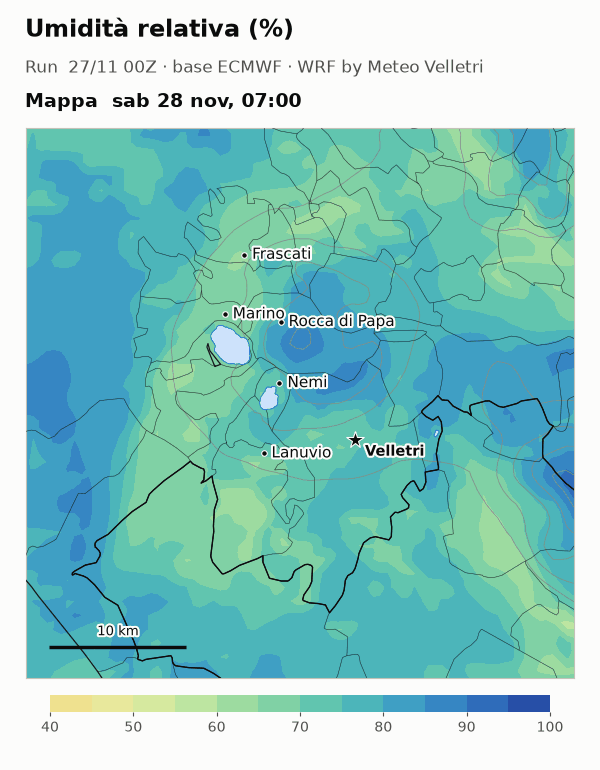 Umidità relativa (%)
Run  27/11 00Z · base ECMWF · WRF by Meteo Velletri
Mappa  sab 28 nov, 07:00
Frascati
Marino
Rocca di Papa
Nemi
Velletri
Lanuvio
10 km
40 50 60 70 80 90 100